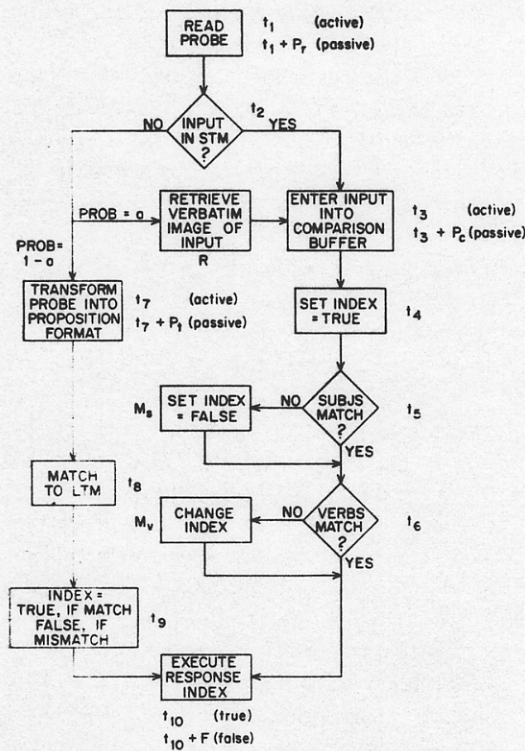 READ
PROBE
t1 (active)
t1 + Pr (passive)
INPUT
IN STM
?
t2
NO
YES
PROB = a
RETRIEVE
VERBATIM
IMAGE OF
INPUT
R
ENTER INPUT
INTO
COMPARISON
BUFFER
t3 (active)
t3 + Pc (passive)
PROB=
1 - a
TRANSFORM
PROBE INTO
PROPOSITION
FORMAT
t7 (active)
t7 + Pt (passive)
SET INDEX
= TRUE
t4
Ms
SET INDEX
= FALSE
NO
SUBJS
MATCH
?
t5
YES
MATCH
TO LTM
t8
Mv
CHANGE
INDEX
NO
VERBS
MATCH
?
t6
YES
INDEX =
TRUE, IF MATCH
FALSE, IF
MISMATCH
t9
EXECUTE
RESPONSE
INDEX
t10 (true)
t10 + F (false)